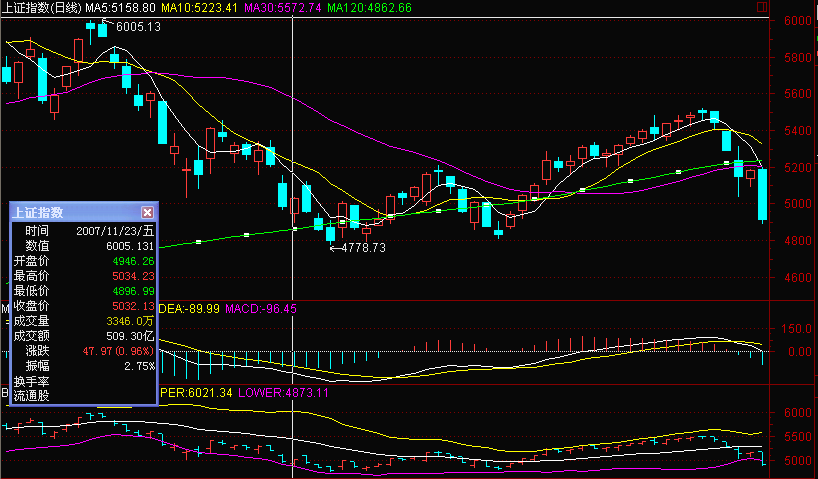 上证指数(日线) MA5:5158.80 MA10:5223.41 MA30:5572.74 MA120:4862.66
6005.13
6000
5800
5600
5400
5200
5000
4800
4600
4778.73
上证指数
时间 2007/11/23/五
数值 6005.131
开盘价 4946.26
最高价 5034.23
最低价 4896.99
收盘价 5032.13
成交量 3346.0万
成交额 509.30亿
涨跌 47.97(0.96%)
振幅 2.75%
换手率
流通股
DEA:-89.99 MACD:-96.45
150.0
0.00
PER:6021.34 LOWER:4873.11
6000
5500
5000